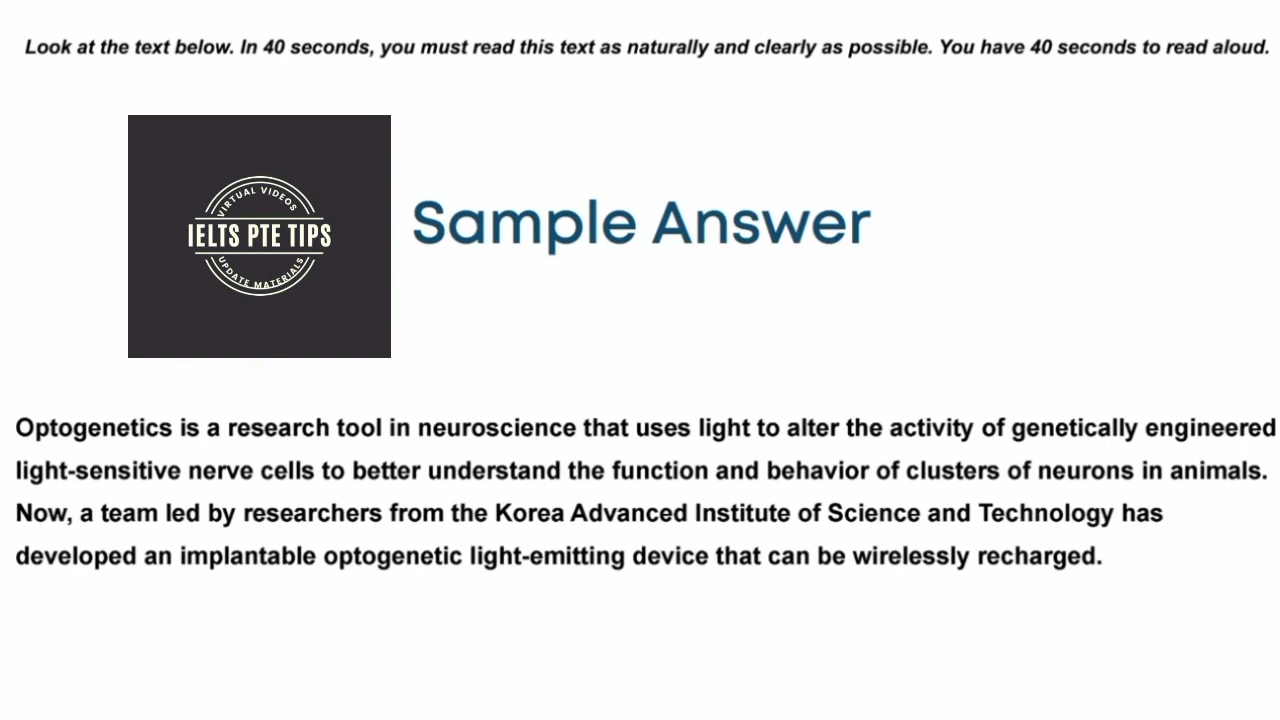 Look at the text below. In 40 seconds, you must read this text as naturally and clearly as possible. You have 40 seconds to read aloud.
VIRTUAL VIDEOS
IELTS PTE TIPS
UPDATE MATERIALS
Sample Answer
Optogenetics is a research tool in neuroscience that uses light to alter the activity of genetically engineered
light-sensitive nerve cells to better understand the function and behavior of clusters of neurons in animals.
Now, a team led by researchers from the Korea Advanced Institute of Science and Technology has
developed an implantable optogenetic light-emitting device that can be wirelessly recharged.